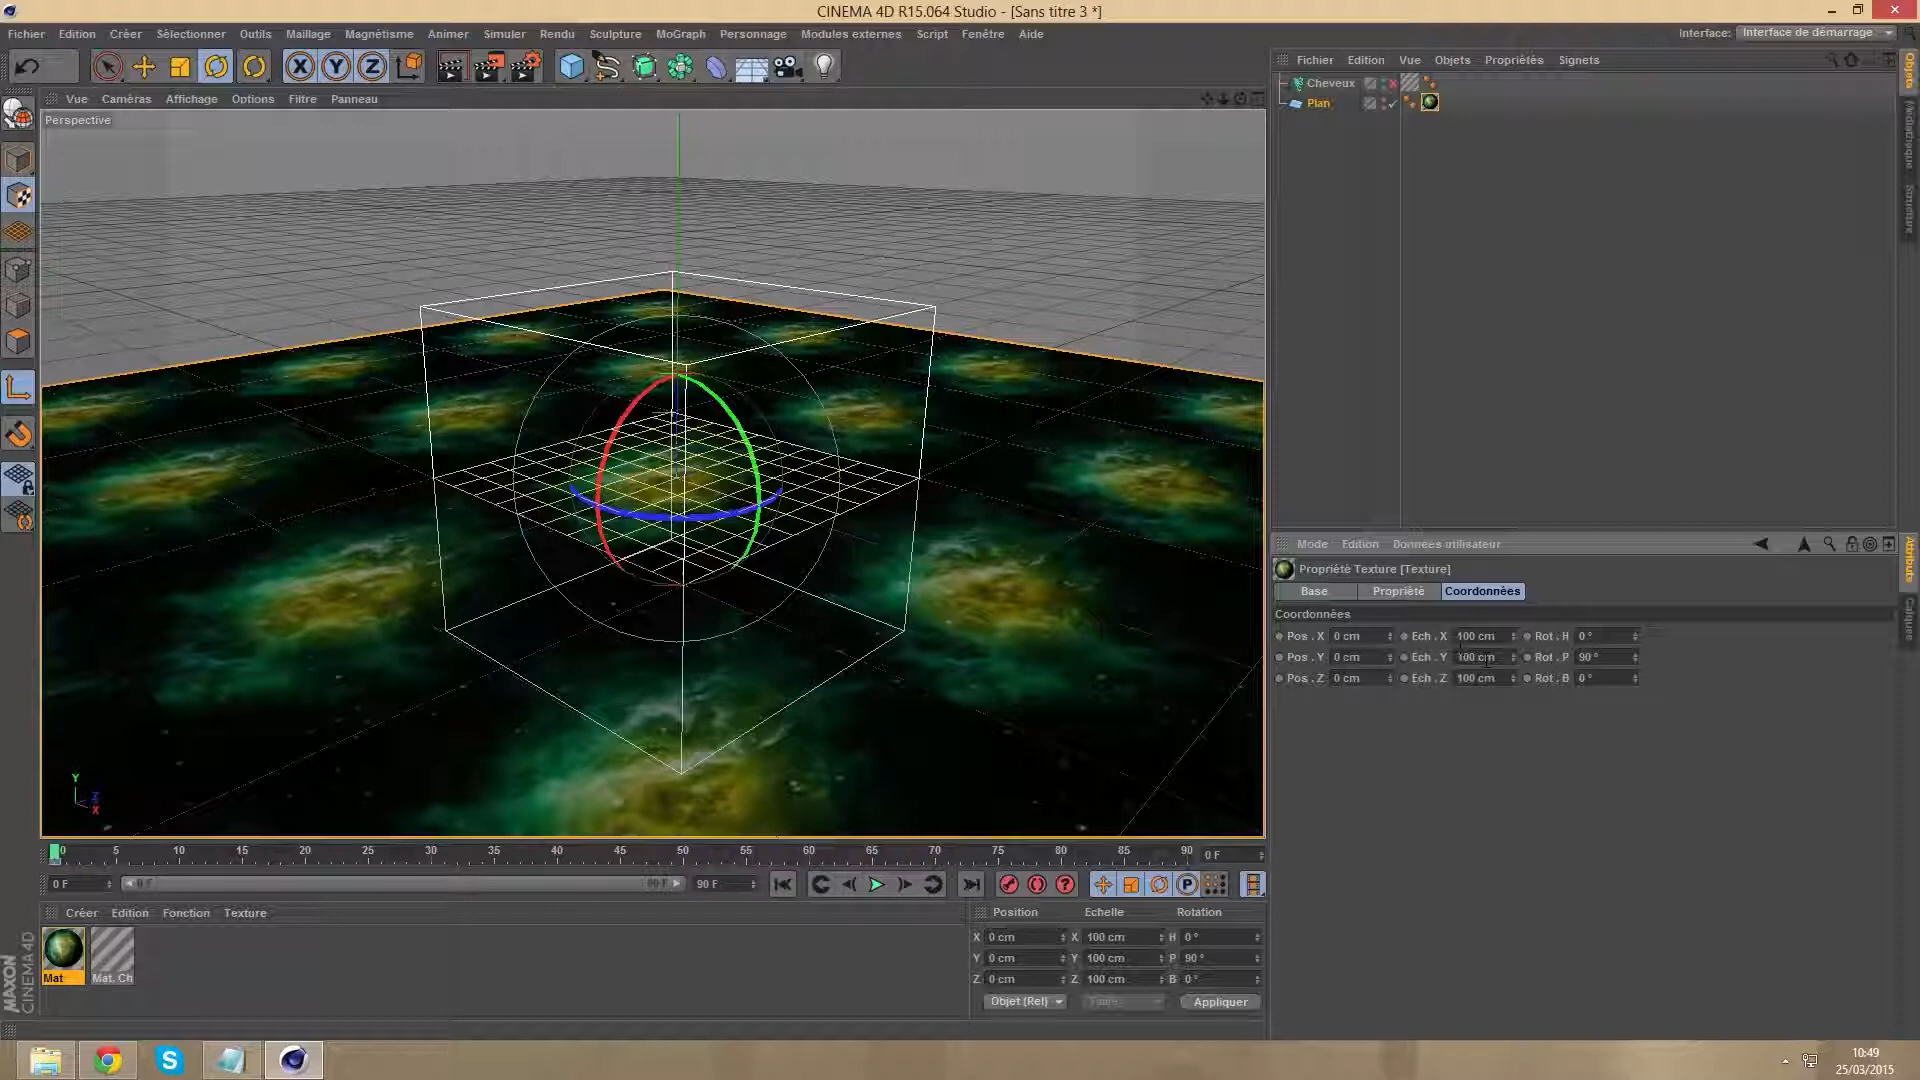 CINEMA 4D R15.064 Studio - [Sans titre 3 *]
Fichier Edition Créer Sélectionner Outils Maillage Magnétisme Animer Simuler Rendu Sculpture MoGraph Personnage Modules externes Script Fenêtre Aide
Interface: Interface de démarrage
X Y Z
Vue Caméras Affichage Options Filtre Panneau
Perspective
Fichier Edition Vue Objets Propriétés Signets
Cheveux
Plan
Objets
Médiathèque
Structure
Mode Edition Données utilisateur
Propriété Texture [Texture]
Base Propriété Coordonnées
Coordonnées
Pos . X 0 cm Ech . X 100 cm Rot . H 0 °
Pos . Y 0 cm Ech . Y 100 cm Rot . P 90 °
Pos . Z 0 cm Ech . Z 100 cm Rot . B 0 °
Attributs
Calques
Y
Z
X
0 5 10 15 20 25 30 35 40 45 50 55 60 65 70 75 80 85 90 0 F
0 F 0 F 90 F 90 F
P
Créer Edition Fonction Texture
Mat Mat. Ch
Position Echelle Rotation
X 0 cm X 100 cm H 0 °
Y 0 cm Y 100 cm P 90 °
Z 0 cm Z 100 cm B 0 °
Objet (Rel) Appliquer
MAXON
CINEMA 4D
10:49
25/03/2015